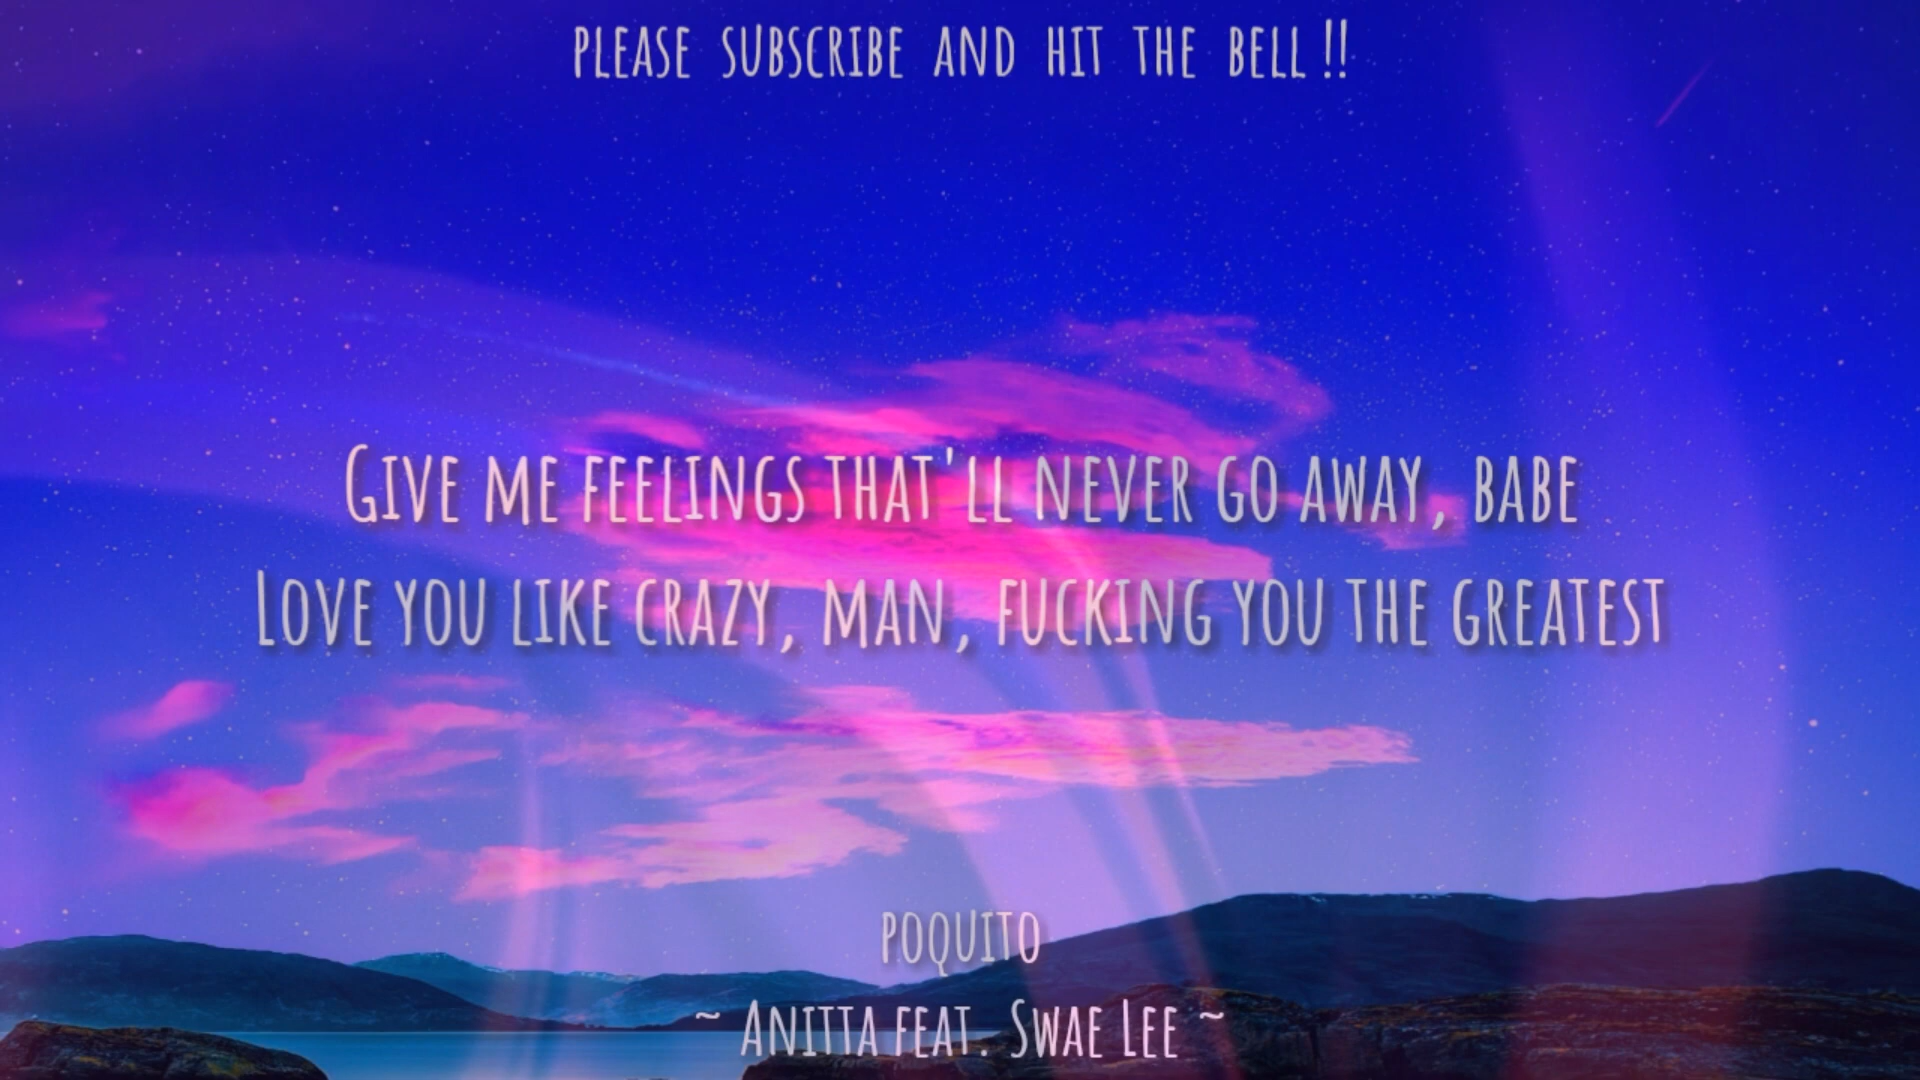 PLEASE SUBSCRIBE AND HIT THE BELL !!
GIVE ME FEELINGS THAT'LL NEVER GO AWAY, BABE
LOVE YOU LIKE CRAZY, MAN, FUCKING YOU THE GREATEST
POQUITO
~ ANITTA FEAT. SWAE LEE ~